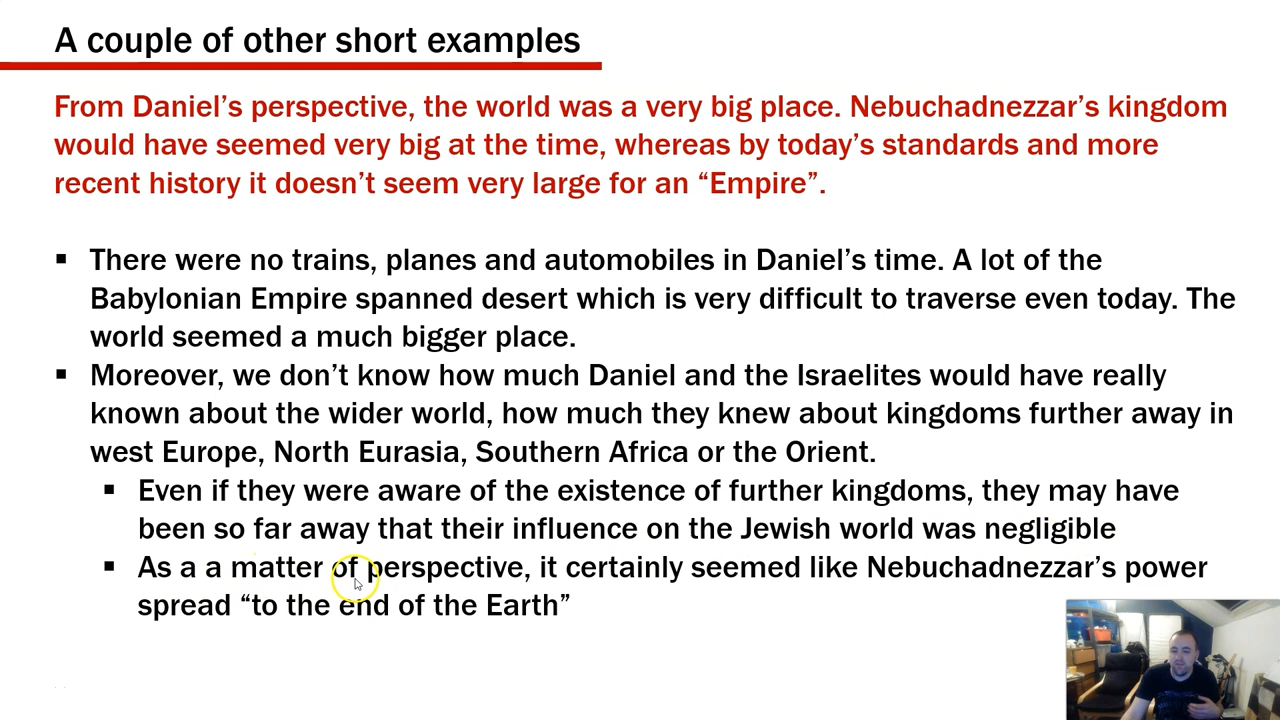 A couple of other short examples
From Daniel’s perspective, the world was a very big place. Nebuchadnezzar’s kingdom
would have seemed very big at the time, whereas by today’s standards and more
recent history it doesn’t seem very large for an “Empire”.
▪ There were no trains, planes and automobiles in Daniel’s time. A lot of the
Babylonian Empire spanned desert which is very difficult to traverse even today. The
world seemed a much bigger place.
▪ Moreover, we don’t know how much Daniel and the Israelites would have really
known about the wider world, how much they knew about kingdoms further away in
west Europe, North Eurasia, Southern Africa or the Orient.
▪ Even if they were aware of the existence of further kingdoms, they may have
been so far away that their influence on the Jewish world was negligible
▪ As a a matter of perspective, it certainly seemed like Nebuchadnezzar’s power
spread “to the end of the Earth”